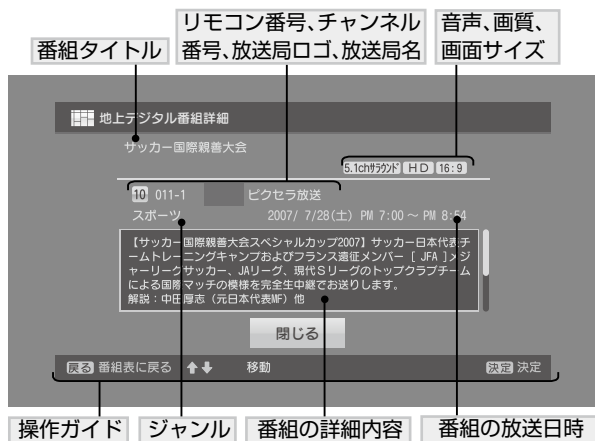 番組タイトル
リモコン番号、チャンネル
番号、放送局ロゴ、放送局名
音声、画質、
画面サイズ
地上デジタル番組詳細
サッカー国際親善大会
5.1chサラウンド HD 16:9
10 011-1 ピクセラ放送
スポーツ 2007/ 7/28(土) PM 7:00 ~ PM 8:54
【サッカー国際親善大会スペシャルカップ2007】サッカー日本代表チ
ームトレーニングキャンプおよびフランス遠征メンバー [ JFA ]メジ
ャーリークサッカー、JAリーグ、現代Sリーグのトップクラブチーム
による国際マッチの模様を完全生中継でお送りします。
解説:中田厚志(元日本代表MF)他
閉じる
戻る 番組表に戻る ↑↓ 移動 決定 決定
操作ガイド
ジャンル
番組の詳細内容
番組の放送日時